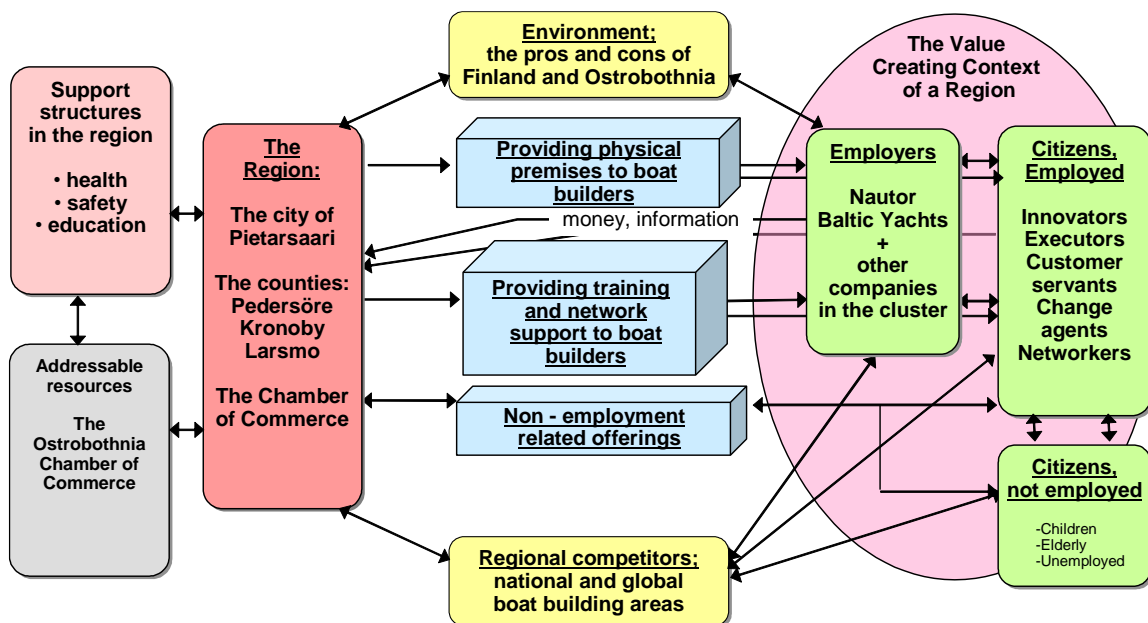 Environment;
the pros and cons of
Finland and Ostrobothnia
The Value
Creating Context
of a Region
Support
structures
in the region
• health
• safety
• education
The
Region:
The city of
Pietarsaari
The counties:
Pedersöre
Kronoby
Larsmo
The Chamber
of Commerce
Addressable
resources
The
Ostrobothnia
Chamber of
Commerce
Providing physical
premises to boat
builders
money, information
Providing training
and network
support to boat
builders
Non - employment
related offerings
Regional competitors;
national and global
boat building areas
Employers
Nautor
Baltic Yachts
+
other
companies
in the cluster
Citizens,
Employed
Innovators
Executors
Customer
servants
Change
agents
Networkers
Citizens,
not employed
-Children
-Elderly
-Unemployed